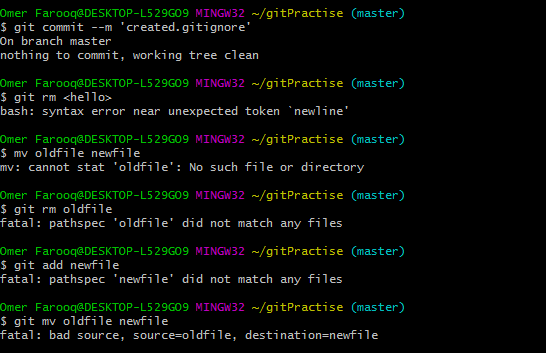 Omer Farooq@DESKTOP-L529GO9 MINGW32 ~/gitPractise (master)
$ git commit --m 'created.gitignore'
On branch master
nothing to commit, working tree clean
Omer Farooq@DESKTOP-L529GO9 MINGW32 ~/gitPractise (master)
$ git rm <hello>
bash: syntax error near unexpected token `newline'
Omer Farooq@DESKTOP-L529GO9 MINGW32 ~/gitPractise (master)
$ mv oldfile newfile
mv: cannot stat 'oldfile': No such file or directory
Omer Farooq@DESKTOP-L529GO9 MINGW32 ~/gitPractise (master)
$ git rm oldfile
fatal: pathspec 'oldfile' did not match any files
Omer Farooq@DESKTOP-L529GO9 MINGW32 ~/gitPractise (master)
$ git add newfile
fatal: pathspec 'newfile' did not match any files
Omer Farooq@DESKTOP-L529GO9 MINGW32 ~/gitPractise (master)
$ git mv oldfile newfile
fatal: bad source, source=oldfile, destination=newfile